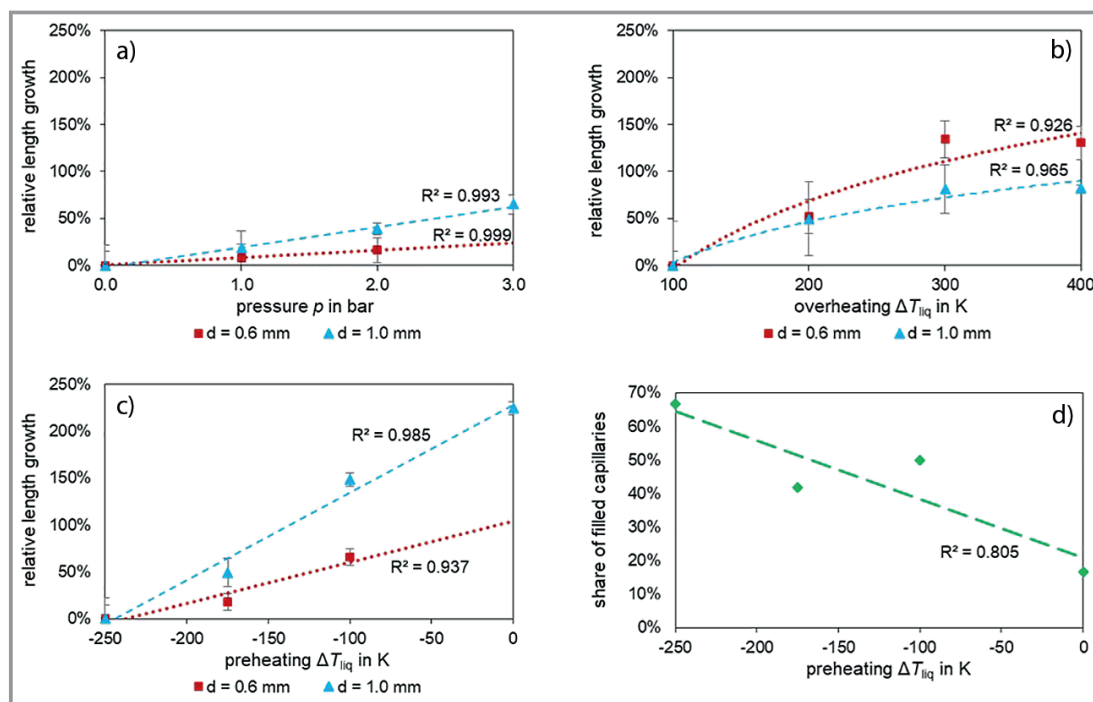 a)
relative length growth
250%
200%
150%
100%
50%
0%
R² = 0.993
R² = 0.999
0.0 1.0 2.0 3.0
pressure p in bar
d = 0.6 mm d = 1.0 mm
b)
relative length growth
250%
200%
150%
100%
50%
0%
R² = 0.926
R² = 0.965
100 200 300 400
overheating ΔTliq in K
d = 0.6 mm d = 1.0 mm
c)
relative length growth
250%
200%
150%
100%
50%
0%
R² = 0.985
R² = 0.937
-250 -200 -150 -100 -50 0
preheating ΔTliq in K
d = 0.6 mm d = 1.0 mm
d)
share of filled capillaries
70%
60%
50%
40%
30%
20%
10%
0%
R² = 0.805
-250 -200 -150 -100 -50 0
preheating ΔTliq in K